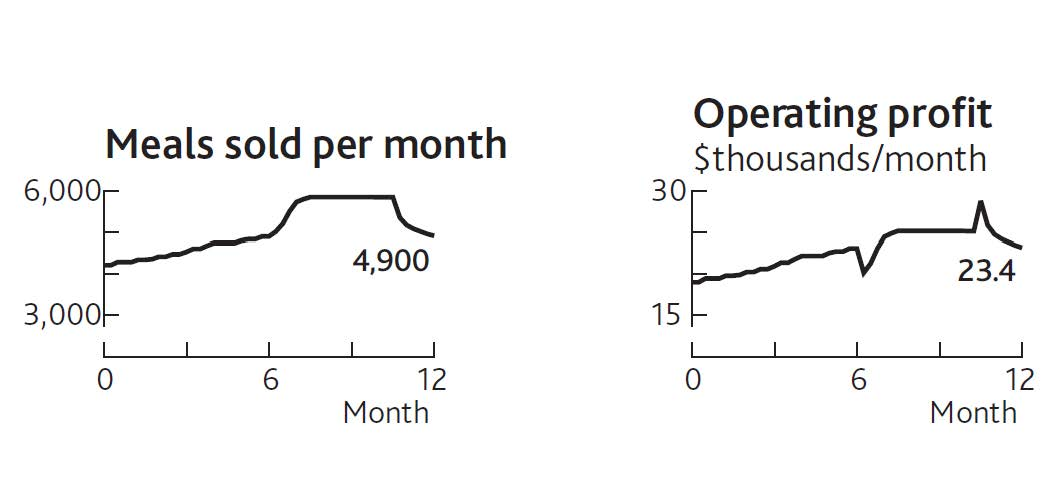 Meals sold per month
6,000
3,000
4,900
0 6 12
Month
Operating profit
$thousands/month
30
15
23.4
0 6 12
Month